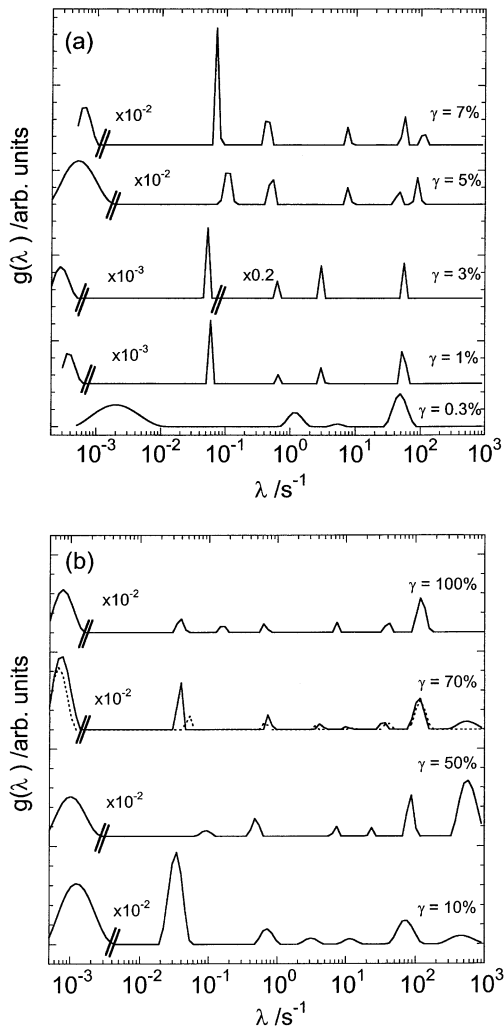 (a)
g(λ) /arb. units
x10⁻²
γ = 7%
x10⁻²
γ = 5%
x10⁻³
x0.2
γ = 3%
x10⁻³
γ = 1%
γ = 0.3%
10⁻³ 10⁻² 10⁻¹ 10⁰ 10¹ 10² 10³
λ /s⁻¹
(b)
g(λ) /arb. units
x10⁻²
γ = 100%
x10⁻²
γ = 70%
x10⁻²
γ = 50%
x10⁻²
γ = 10%
10⁻³ 10⁻² 10⁻¹ 10⁰ 10¹ 10² 10³
λ /s⁻¹